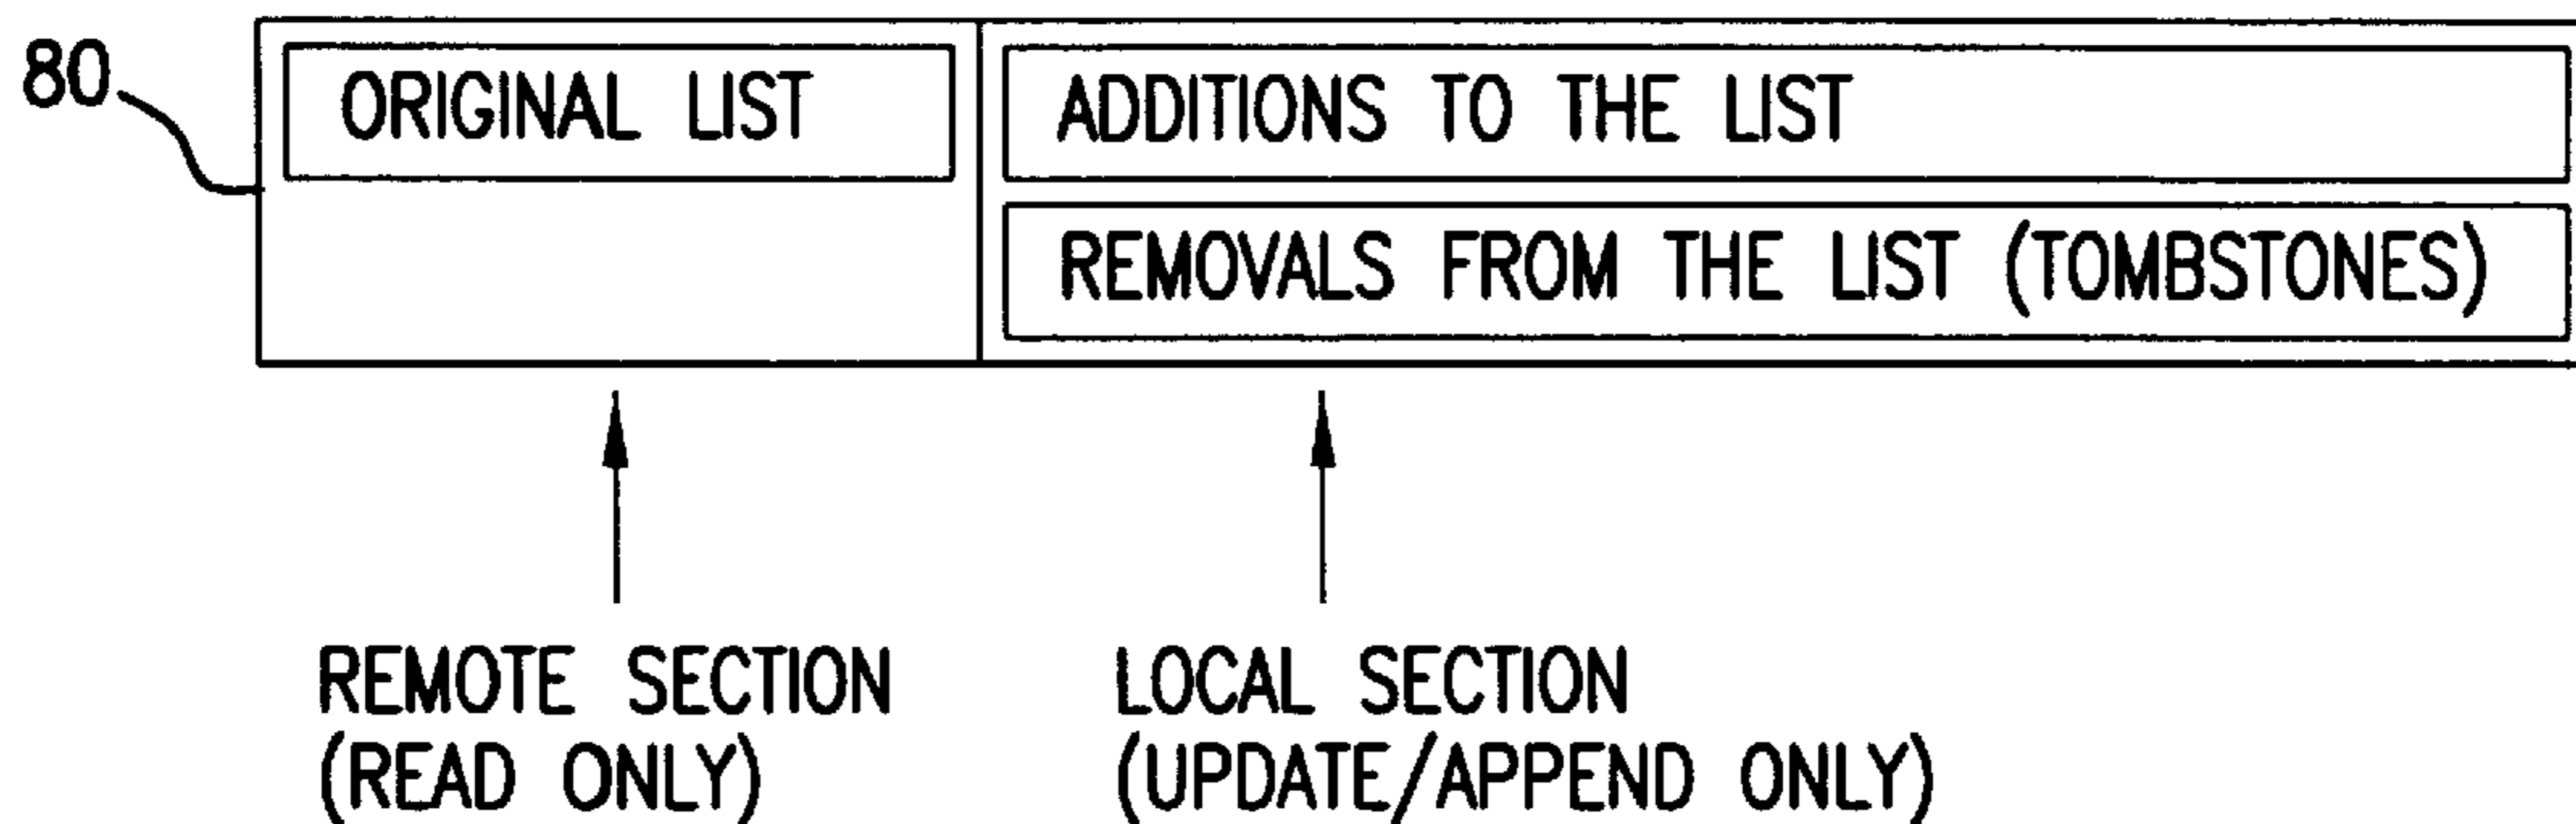 80
ORIGINAL LIST
ADDITIONS TO THE LIST
REMOVALS FROM THE LIST (TOMBSTONES)
REMOTE SECTION
(READ ONLY)
LOCAL SECTION
(UPDATE/APPEND ONLY)